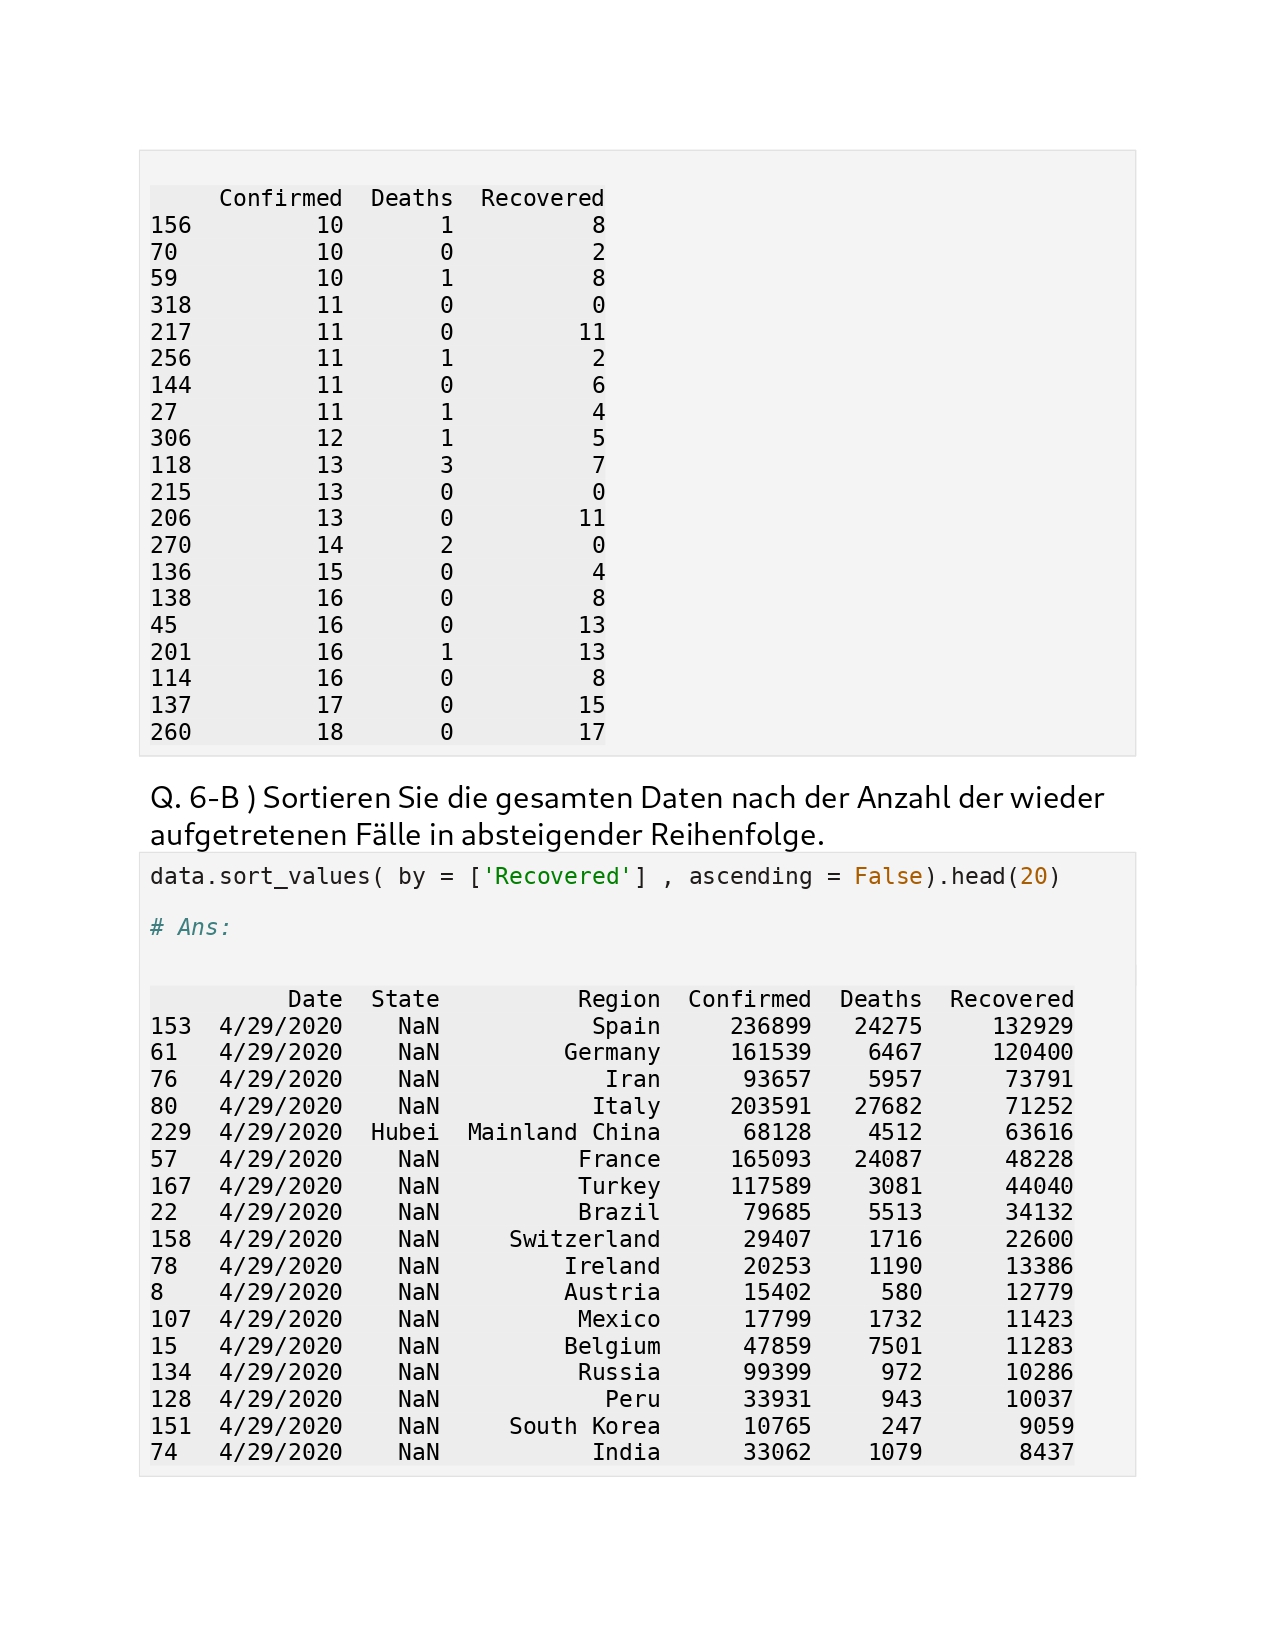 Confirmed Deaths Recovered
156 10 1 8
70 10 0 2
59 10 1 8
318 11 0 0
217 11 0 11
256 11 1 2
144 11 0 6
27 11 1 4
306 12 1 5
118 13 3 7
215 13 0 0
206 13 0 11
270 14 2 0
136 15 0 4
138 16 0 8
45 16 0 13
201 16 1 13
114 16 0 8
137 17 0 15
260 18 0 17
Q. 6-B ) Sortieren Sie die gesamten Daten nach der Anzahl der wieder
aufgetretenen Fälle in absteigender Reihenfolge.
data.sort_values( by = ['Recovered'] , ascending = False).head(20)
# Ans:
Date State Region Confirmed Deaths Recovered
153 4/29/2020 NaN Spain 236899 24275 132929
61 4/29/2020 NaN Germany 161539 6467 120400
76 4/29/2020 NaN Iran 93657 5957 73791
80 4/29/2020 NaN Italy 203591 27682 71252
229 4/29/2020 Hubei Mainland China 68128 4512 63616
57 4/29/2020 NaN France 165093 24087 48228
167 4/29/2020 NaN Turkey 117589 3081 44040
22 4/29/2020 NaN Brazil 79685 5513 34132
158 4/29/2020 NaN Switzerland 29407 1716 22600
78 4/29/2020 NaN Ireland 20253 1190 13386
8 4/29/2020 NaN Austria 15402 580 12779
107 4/29/2020 NaN Mexico 17799 1732 11423
15 4/29/2020 NaN Belgium 47859 7501 11283
134 4/29/2020 NaN Russia 99399 972 10286
128 4/29/2020 NaN Peru 33931 943 10037
151 4/29/2020 NaN South Korea 10765 247 9059
74 4/29/2020 NaN India 33062 1079 8437